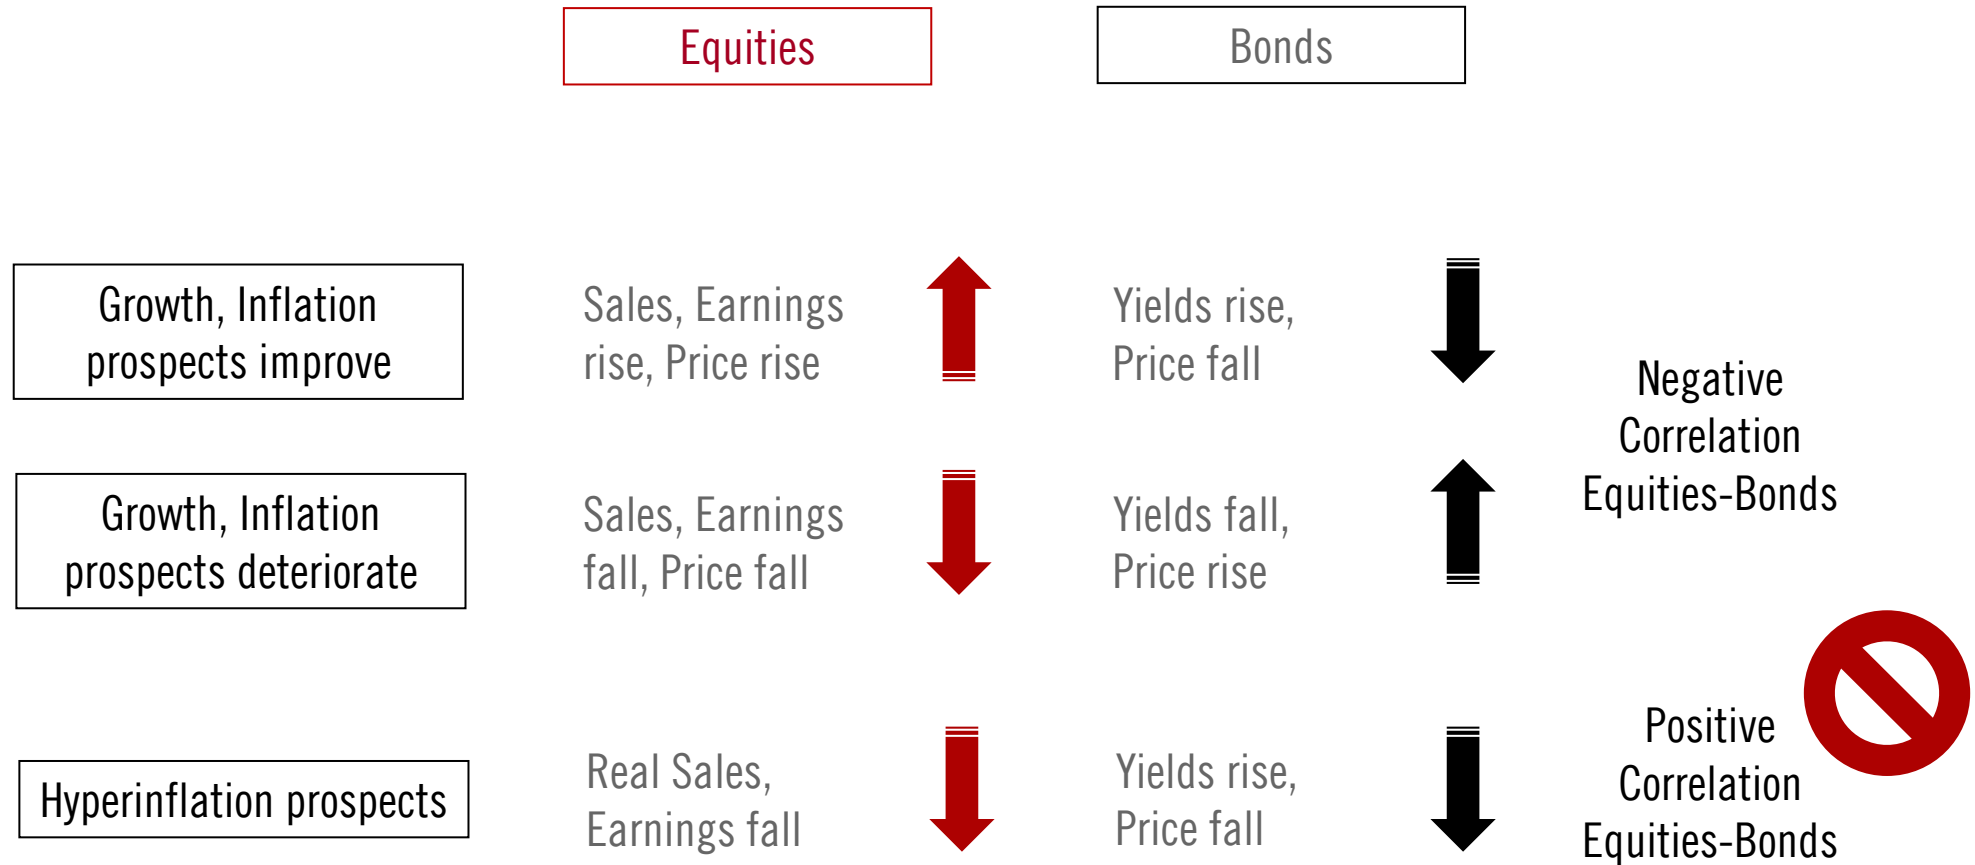 Equities
Bonds
Growth, Inflation
prospects improve
Sales, Earnings
rise, Price rise
Yields rise,
Price fall
Growth, Inflation
prospects deteriorate
Sales, Earnings
fall, Price fall
Yields fall,
Price rise
Negative
Correlation
Equities-Bonds
Hyperinflation prospects
Real Sales,
Earnings fall
Yields rise,
Price fall
Positive
Correlation
Equities-Bonds